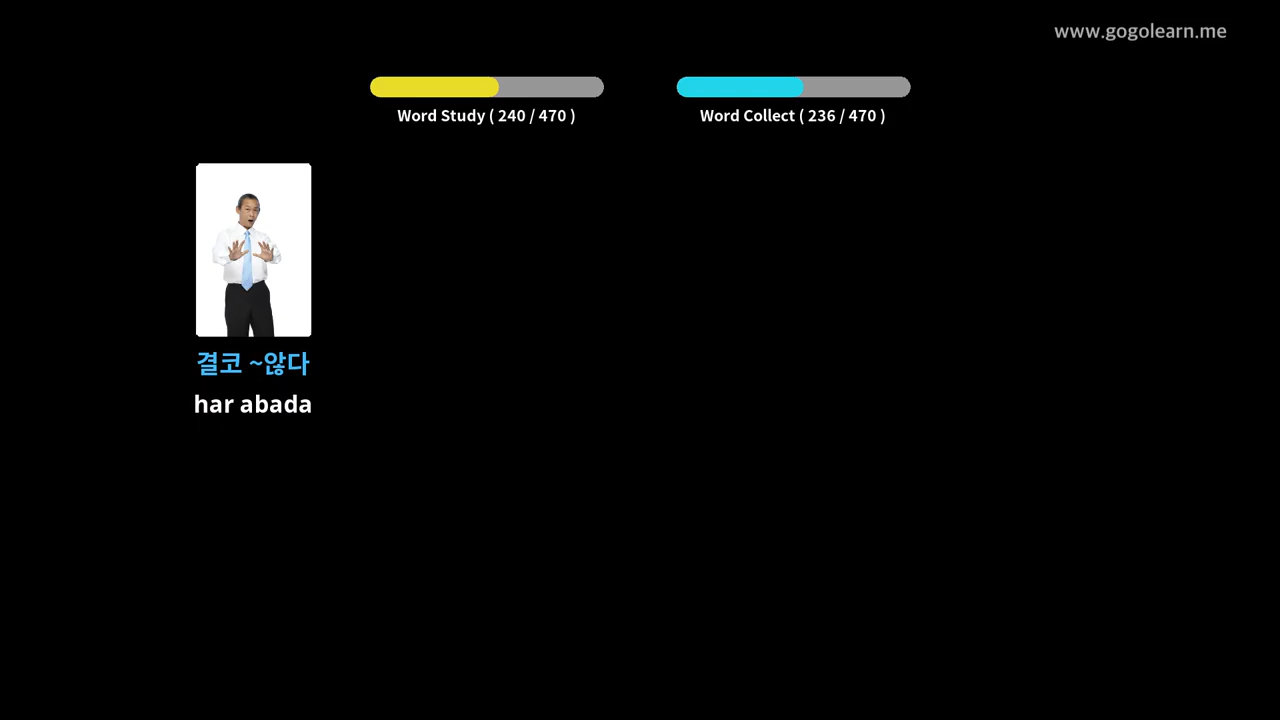 www.gogolearn.me
Word Study ( 240 / 470 )
Word Collect ( 236 / 470 )
결코 ~않다
har abada